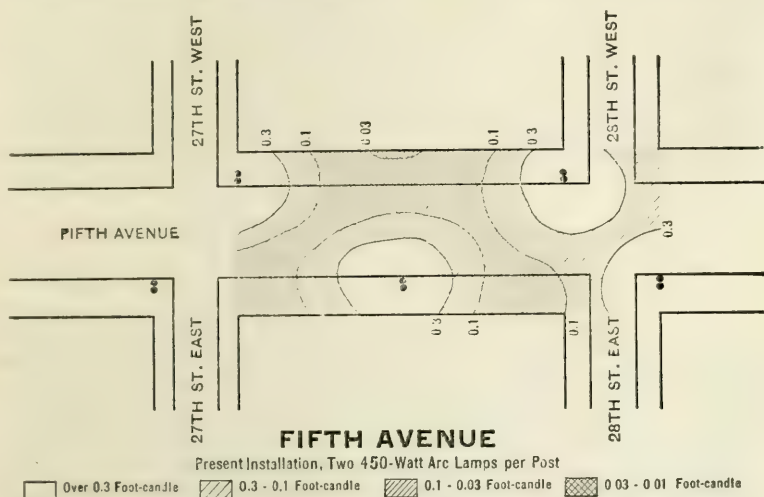 27TH ST. WEST
28TH ST. WEST
0.3
0.1
0 03
0.1
0 3
PIFTH AVENUE
0.3
0.3
0.1
0.1
27TH ST. EAST
28TH ST. EAST
FIFTH AVENUE
Present Installation, Two 450-Watt Arc Lamps per Post
Over 0.3 Foot-candle
0.3 - 0.1 Foot-candle
0.1 - 0.03 Foot-candle
0 03 - 0 01 Foot-candle